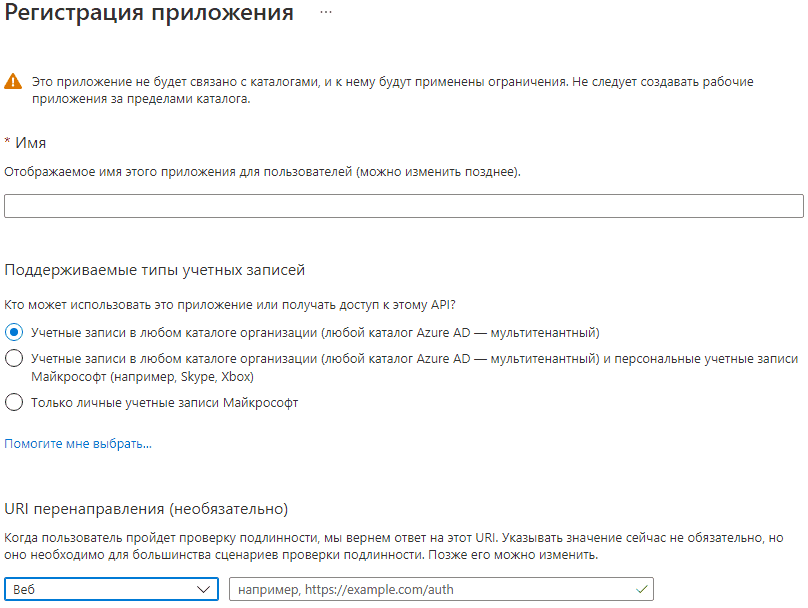 Регистрация приложения ...
Это приложение не будет связано с каталогами, и к нему будут применены ограничения. Не следует создавать рабочие
приложения за пределами каталога.
* Имя
Отображаемое имя этого приложения для пользователей (можно изменить позднее).
Поддерживаемые типы учетных записей
Кто может использовать это приложение или получать доступ к этому API?
Учетные записи в любом каталоге организации (любой каталог Azure AD — мультитенантный)
Учетные записи в любом каталоге организации (любой каталог Azure AD — мультитенантный) и персональные учетные записи
Майкрософт (например, Skype, Xbox)
Только личные учетные записи Майкрософт
Помогите мне выбрать...
URI перенаправления (необязательно)
Когда пользователь пройдет проверку подлинности, мы вернем ответ на этот URI. Указывать значение сейчас не обязательно, но
оно необходимо для большинства сценариев проверки подлинности. Позже его можно изменить.
Веб например, https://example.com/auth